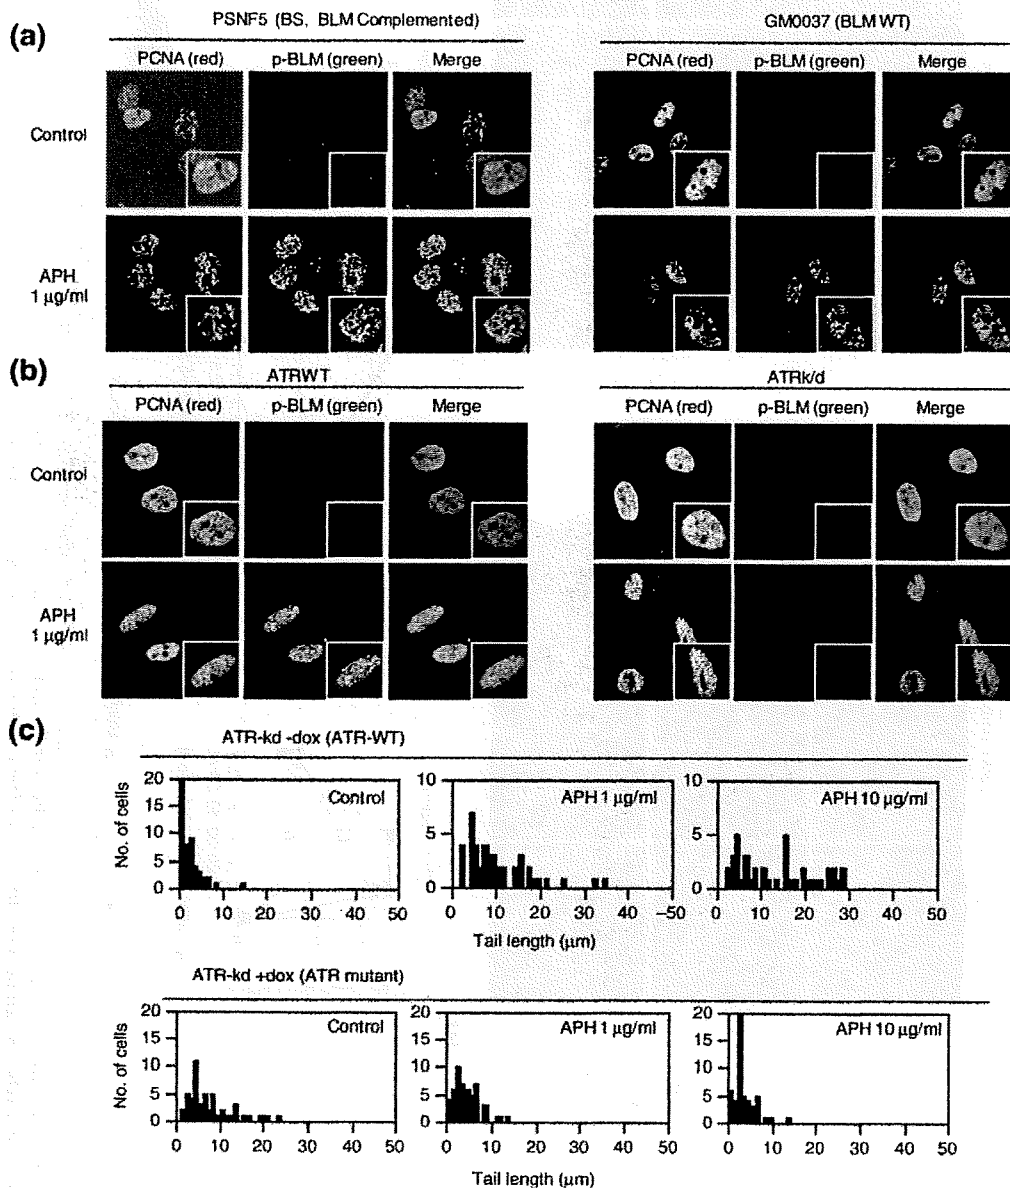 (a)
PSNF5 (BS, BLM Complemented)
GM0037 (BLM WT)
PCNA (red) p-BLM (green) Merge
PCNA (red) p-BLM (green) Merge
Control
APH
1 µg/ml
(b)
ATRWT
ATRk/d
PCNA (red) p-BLM (green) Merge
PCNA (red) p-BLM (green) Merge
Control
APH
1 µg/ml
(c)
ATR-kd -dox (ATR-WT)
No. of cells
20
15
10
5
0
Control
0 10 20 30 40 50
10
5
0
APH 1 µg/ml
0 10 20 30 40 –50
10
5
0
APH 10 µg/ml
0 10 20 30 40 50
Tail length (µm)
ATR-kd +dox (ATR mutant)
No. of cells
20
15
10
5
0
Control
0 10 20 30 40 50
20
15
10
5
0
APH 1 µg/ml
0 10 20 30 40 50
20
15
10
5
0
APH 10 µg/ml
0 10 20 30 40 50
Tail length (µm)